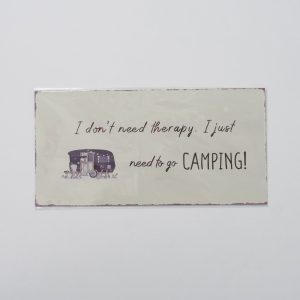 I don't need therapy. I just
need to go CAMPING!